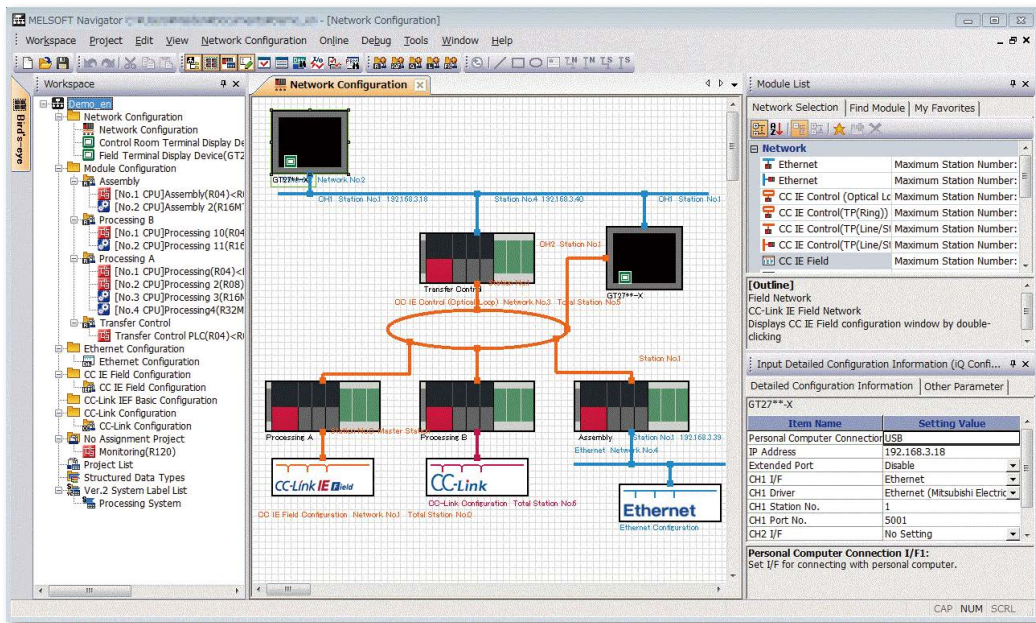 MELSOFT Navigator - [Network Configuration]
Workspace Project Edit View Network Configuration Online Debug Tools Window Help
Workspace
Bird's-eye
Demo_en
Network Configuration
Network Configuration
Control Room Terminal Display De
Field Terminal Display Device(GT2
Module Configuration
Assembly
[No.1 CPU]Assembly(R04)<R
[No.2 CPU]Assembly 2(R16M
Processing B
[No.1 CPU]Processing 10(R04
[No.2 CPU]Processing 11(R16
Processing A
[No.1 CPU]Processing(R04)<
[No.2 CPU]Processing 2(R08)
[No.3 CPU]Processing 3(R16M
[No.4 CPU]Processing4(R32M
Transfer Control
Transfer Control PLC(R04)<R
Ethernet Configuration
Ethernet Configuration
CC IE Field Configuration
CC IE Field Configuration
CC-Link IEF Basic Configuration
CC-Link Configuration
CC-Link Configuration
No Assignment Project
Monitoring(R120)
Project List
Structured Data Types
Ver.2 System Label List
Processing System
Network Configuration
GT27**-X
Network No.2
CH1 Station No.1 192.168.3.18
Station No.4 192.168.3.40
CH1 Station No.1
CH2 Station No.1
Transfer Control
GT27**-X
CC IE Control (Optical Loop) Network No.3 Total Station No.5
Station No.1
Processing A
Station No.0 Master Station
Processing B
Assembly
Station No.1 192.168.3.39
Ethernet Network No.4
CC-Link IE Field
CC-Link
Ethernet
CC IE Field Configuration Network No.1 Total Station No.0
CC-Link Configuration Total Station No.6
Ethernet Configuration
Module List
Network Selection Find Module My Favorites
Network
Ethernet Maximum Station Number:
Ethernet Maximum Station Number:
CC IE Control (Optical Lo Maximum Station Number:
CC IE Control(TP(Ring)) Maximum Station Number:
CC IE Control(TP(Line/St Maximum Station Number:
CC IE Control(TP(Line/St Maximum Station Number:
CC IE Field Maximum Station Number:
[Outline]
Field Network
CC-Link IE Field Network
Displays CC IE Field configuration window by double-
clicking
Input Detailed Configuration Information (iQ Confi...
Detailed Configuration Information Other Parameter
GT27**-X
Item Name Setting Value
Personal Computer Connection USB
IP Address 192.168.3.18
Extended Port Disable
CH1 I/F Ethernet
CH1 Driver Ethernet (Mitsubishi Electric
CH1 Station No. 1
CH1 Port No. 5001
CH2 I/F No Setting
Personal Computer Connection I/F1:
Set I/F for connecting with personal computer.
CAP NUM SCRL